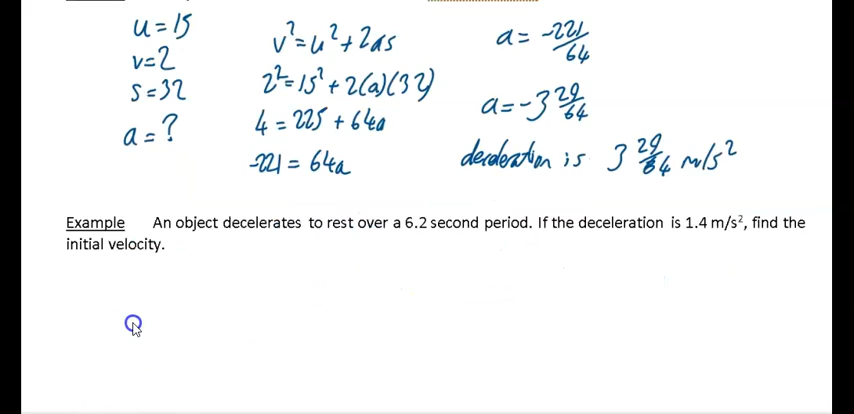 u = 15
v = 2
s = 32
a = ?
v² = u² + 2as
2² = 15² + 2(a)(32)
4 = 225 + 64a
-221 = 64a
a = -221/64
a = -3 29/64
deceleration is 3 29/64 m/s²
Example An object decelerates to rest over a 6.2 second period. If the deceleration is 1.4 m/s², find the
initial velocity.